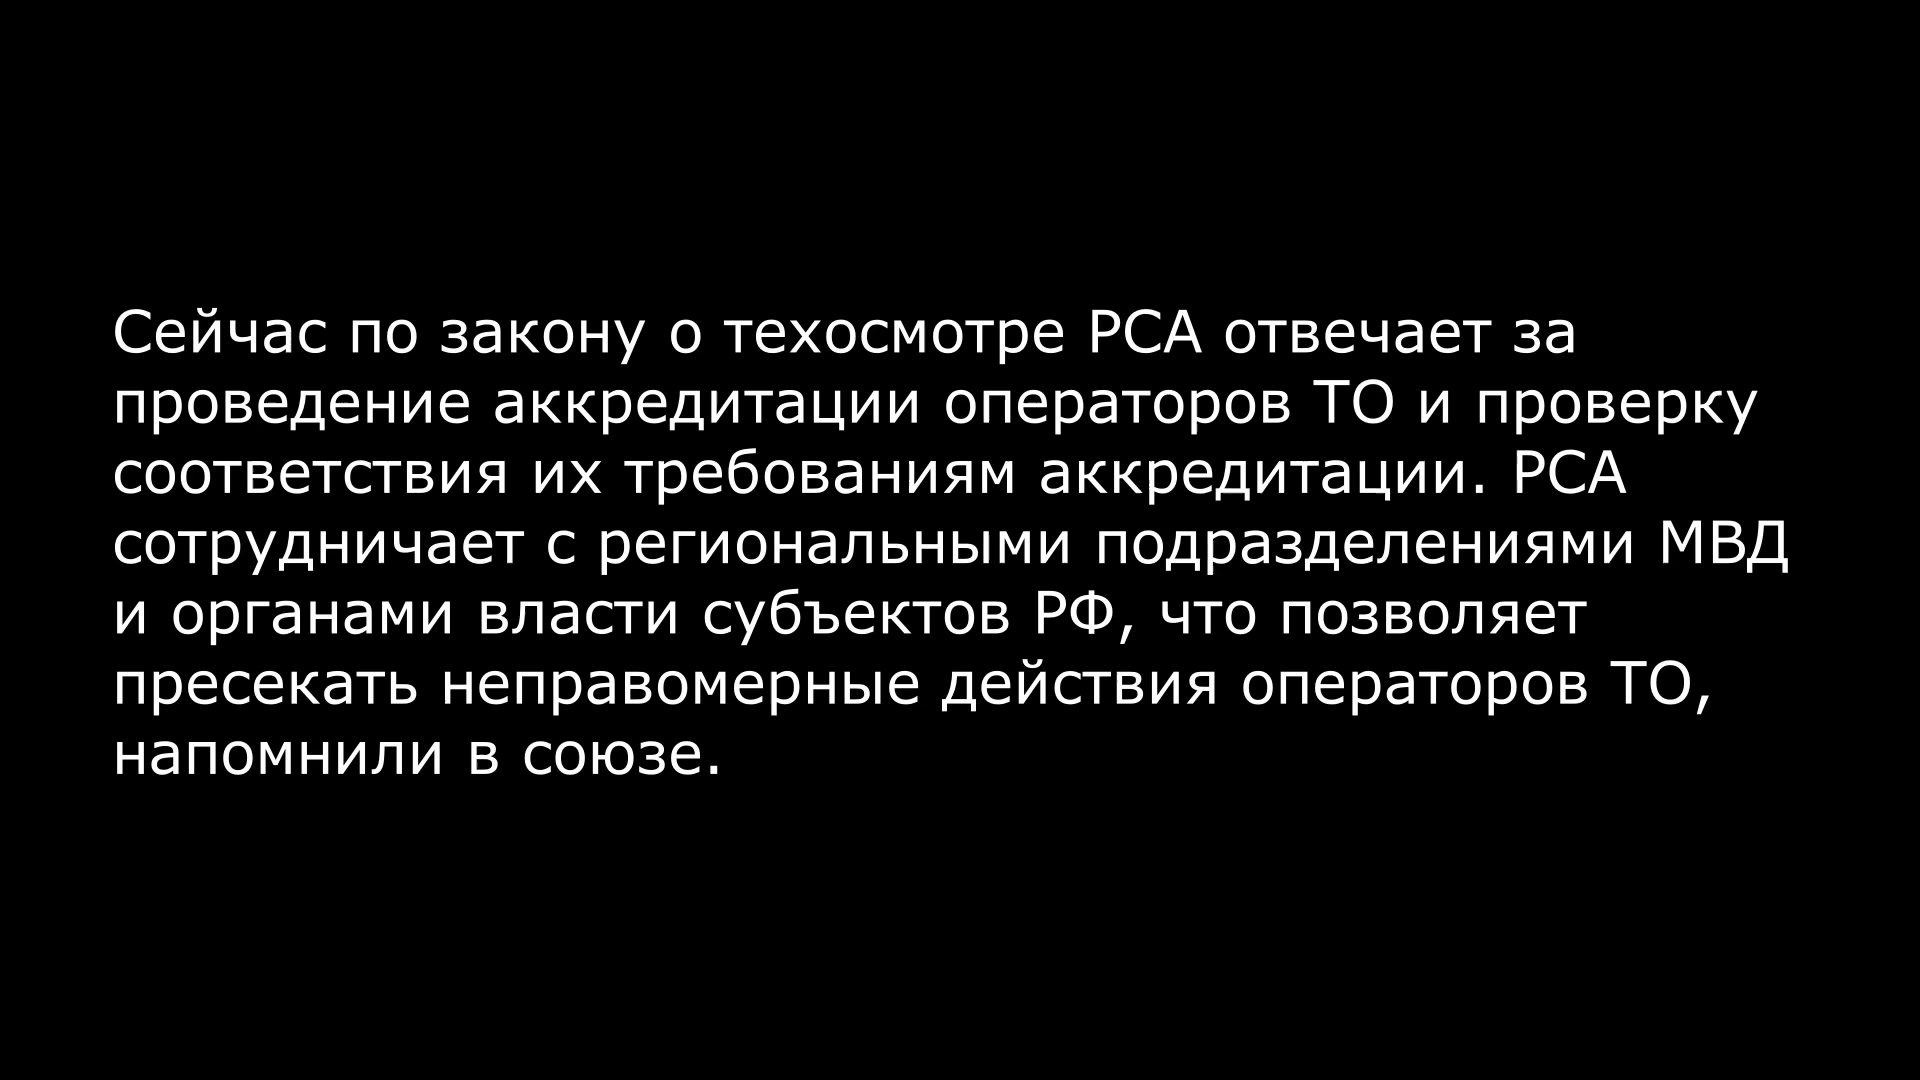 Сейчас по закону о техосмотре РСА отвечает за
проведение аккредитации операторов ТО и проверку
соответствия их требованиям аккредитации. РСА
сотрудничает с региональными подразделениями МВД
и органами власти субъектов РФ, что позволяет
пресекать неправомерные действия операторов ТО,
напомнили в союзе.